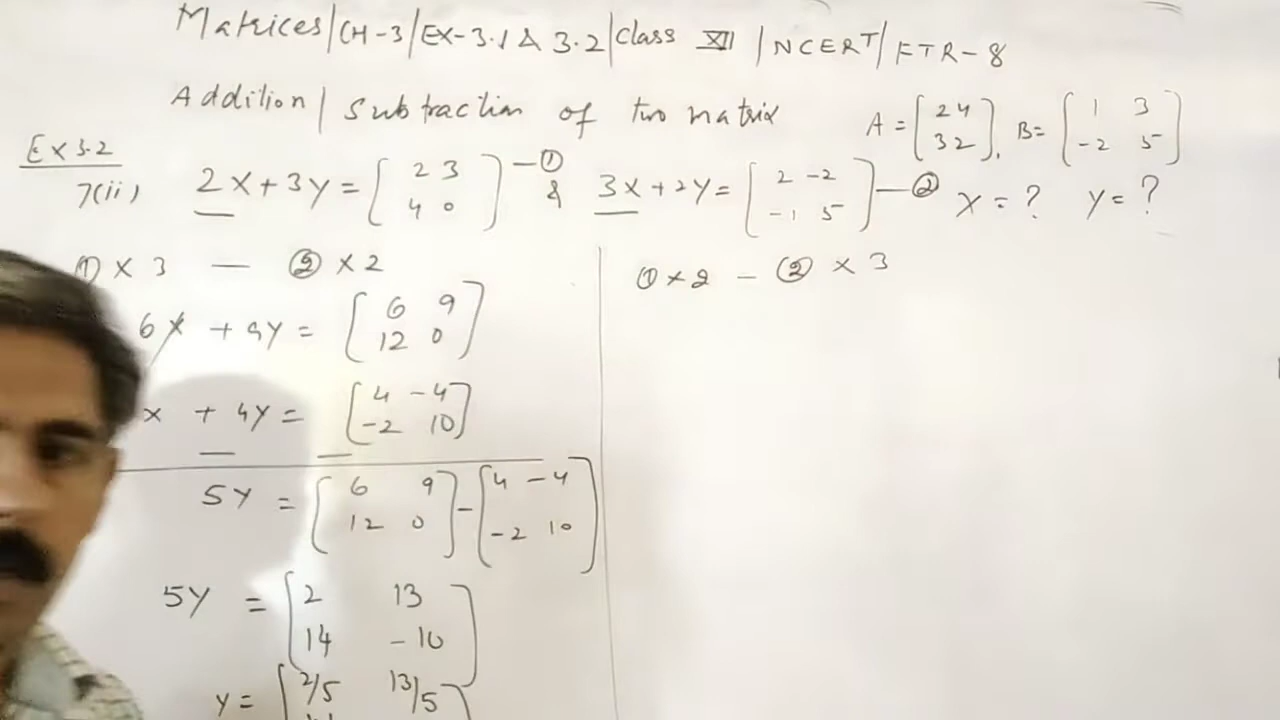 Matrices/CH-3/EX-3.1 & 3.2/Class XII /NCERT/FTR-8
Addition/Subtraction of two matrix A = [2 4 3 2], B = [1 3 -2 5]
Ex 3.2
7(ii) 2X+3Y = [2 3 4 0] — ① & 3X+2Y = [2 -2 -1 5] — ② X = ? Y = ?
① × 3 — ② × 2
6X + 9Y = [6 9 12 0]
x + 4Y = [4 -4 -2 10]
5Y = [6 9 12 0] - [4 -4 -2 10]
5Y = [2 13 14 -10]
Y = [2/5 13/5
① × 2 — ② × 3